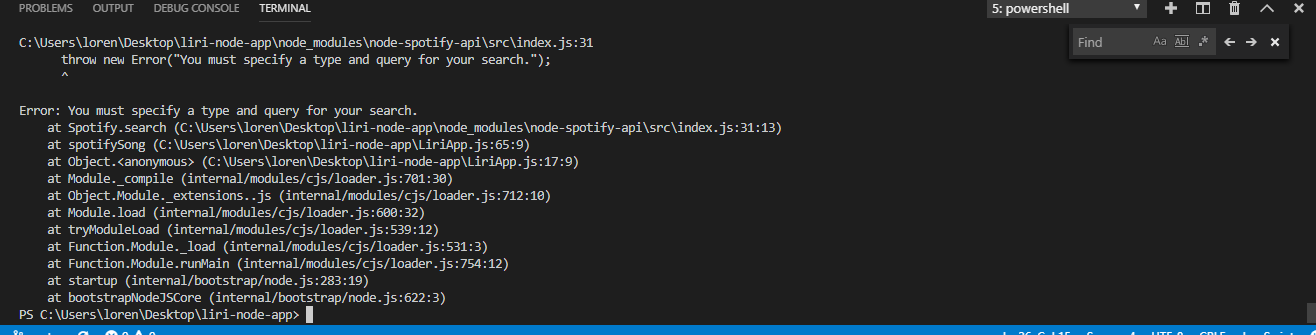 PROBLEMS OUTPUT DEBUG CONSOLE TERMINAL 5: powershell
Find Aa Abl .*
C:\Users\loren\Desktop\liri-node-app\node_modules\node-spotify-api\src\index.js:31
throw new Error("You must specify a type and query for your search.");
^
Error: You must specify a type and query for your search.
at Spotify.search (C:\Users\loren\Desktop\liri-node-app\node_modules\node-spotify-api\src\index.js:31:13)
at spotifySong (C:\Users\loren\Desktop\liri-node-app\LiriApp.js:65:9)
at Object.<anonymous> (C:\Users\loren\Desktop\liri-node-app\LiriApp.js:17:9)
at Module._compile (internal/modules/cjs/loader.js:701:30)
at Object.Module._extensions..js (internal/modules/cjs/loader.js:712:10)
at Module.load (internal/modules/cjs/loader.js:600:32)
at tryModuleLoad (internal/modules/cjs/loader.js:539:12)
at Function.Module._load (internal/modules/cjs/loader.js:531:3)
at Function.Module.runMain (internal/modules/cjs/loader.js:754:12)
at startup (internal/bootstrap/node.js:283:19)
at bootstrapNodeJSCore (internal/bootstrap/node.js:622:3)
PS C:\Users\loren\Desktop\liri-node-app>